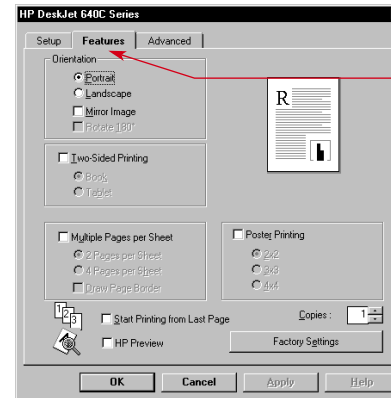 HP DeskJet 640C Series
Setup Features Advanced
Orientation
Portrait
Landscape
Mirror Image
Rotate 180°
R
Two-Sided Printing
Book
Tablet
Multiple Pages per Sheet
2 Pages per Sheet
4 Pages per Sheet
Draw Page Border
Poster Printing
2x2
3x3
4x4
1 2 3
Start Printing from Last Page
Copies : 1
HP Preview
Factory Settings
OK Cancel Apply Help